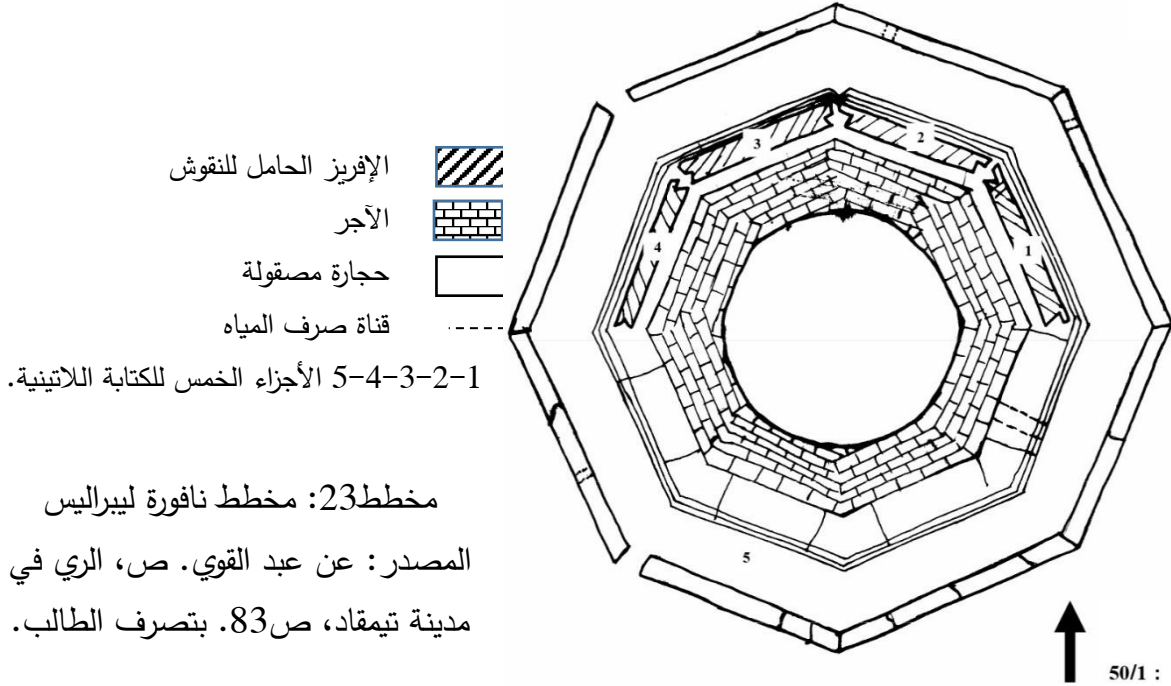 الإفريز الحامل للنقوش
الآجر
حجارة مصقولة
قناة صرف المياه
1-2-3-4-5 الأجزاء الخمس للكتابة اللاتينية.
مخطط23: مخطط نافورة ليبراليس
المصدر: عن عبد القوي. ص، الري في
مدينة تيمقاد، ص83. بتصرف الطالب.
3
2
4
1
5
50/1 :